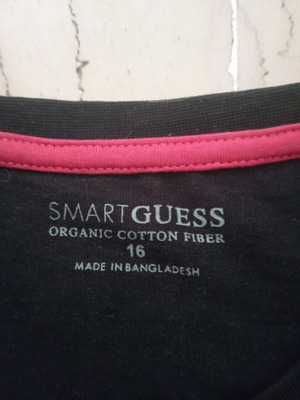 SMARTGUESS
ORGANIC COTTON FIBER
16
MADE IN BANGLADESH